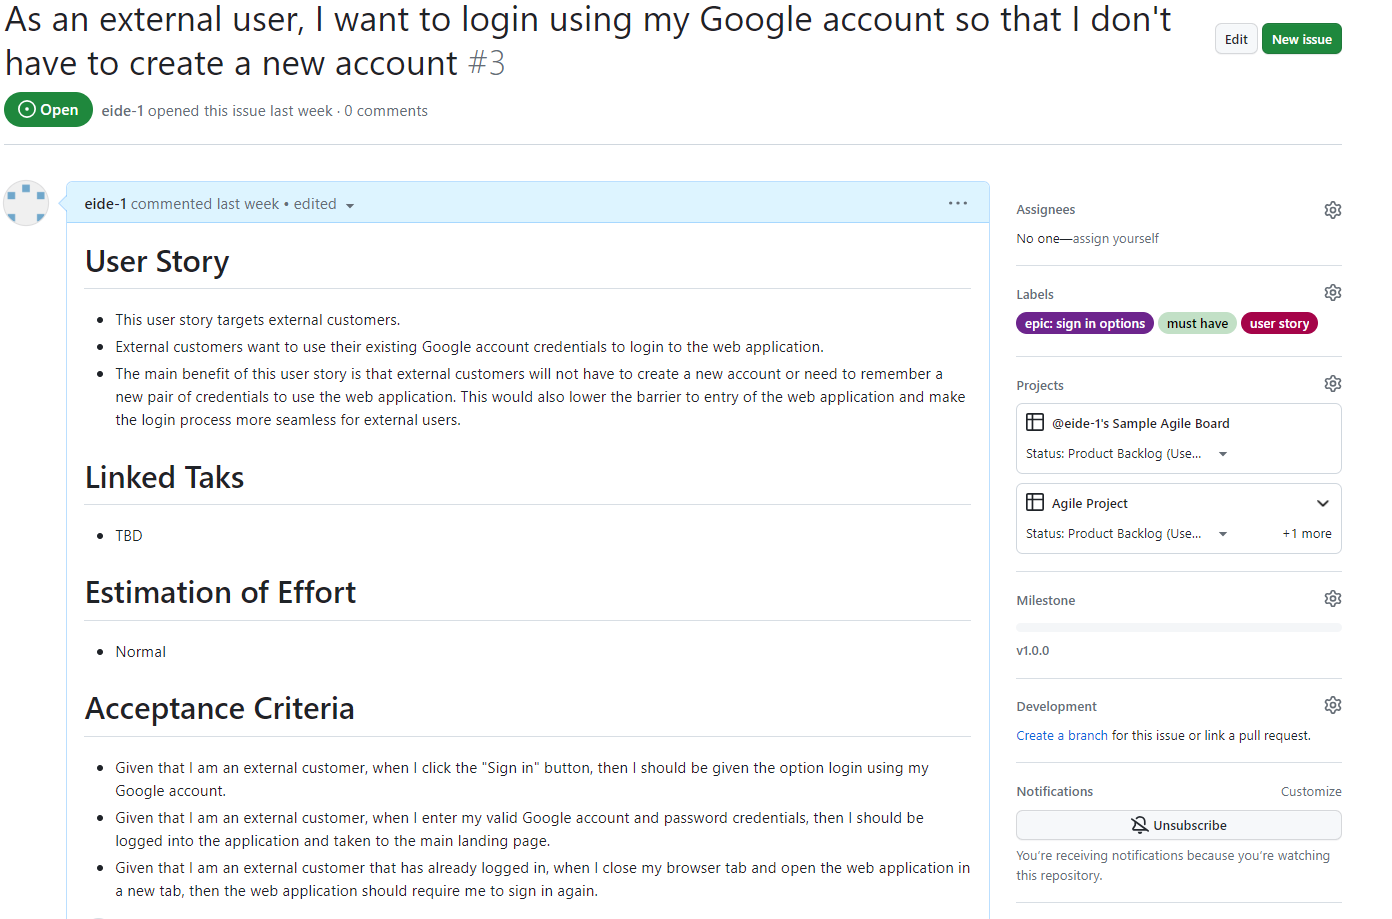 As an external user, I want to login using my Google account so that I don't
have to create a new account #3
Edit
New issue
Open
eide-1 opened this issue last week · 0 comments
eide-1 commented last week • edited
User Story
• This user story targets external customers.
• External customers want to use their existing Google account credentials to login to the web application.
• The main benefit of this user story is that external customers will not have to create a new account or need to remember a
new pair of credentials to use the web application. This would also lower the barrier to entry of the web application and make
the login process more seamless for external users.
Linked Taks
• TBD
Estimation of Effort
• Normal
Acceptance Criteria
• Given that I am an external customer, when I click the "Sign in" button, then I should be given the option login using my
Google account.
• Given that I am an external customer, when I enter my valid Google account and password credentials, then I should be
logged into the application and taken to the main landing page.
• Given that I am an external customer that has already logged in, when I close my browser tab and open the web application in
a new tab, then the web application should require me to sign in again.
Assignees
No one—assign yourself
Labels
epic: sign in options
must have
user story
Projects
@eide-1's Sample Agile Board
Status: Product Backlog (Use...
Agile Project
Status: Product Backlog (Use...
+1 more
Milestone
v1.0.0
Development
Create a branch for this issue or link a pull request.
Notifications
Customize
Unsubscribe
You're receiving notifications because you're watching
this repository.